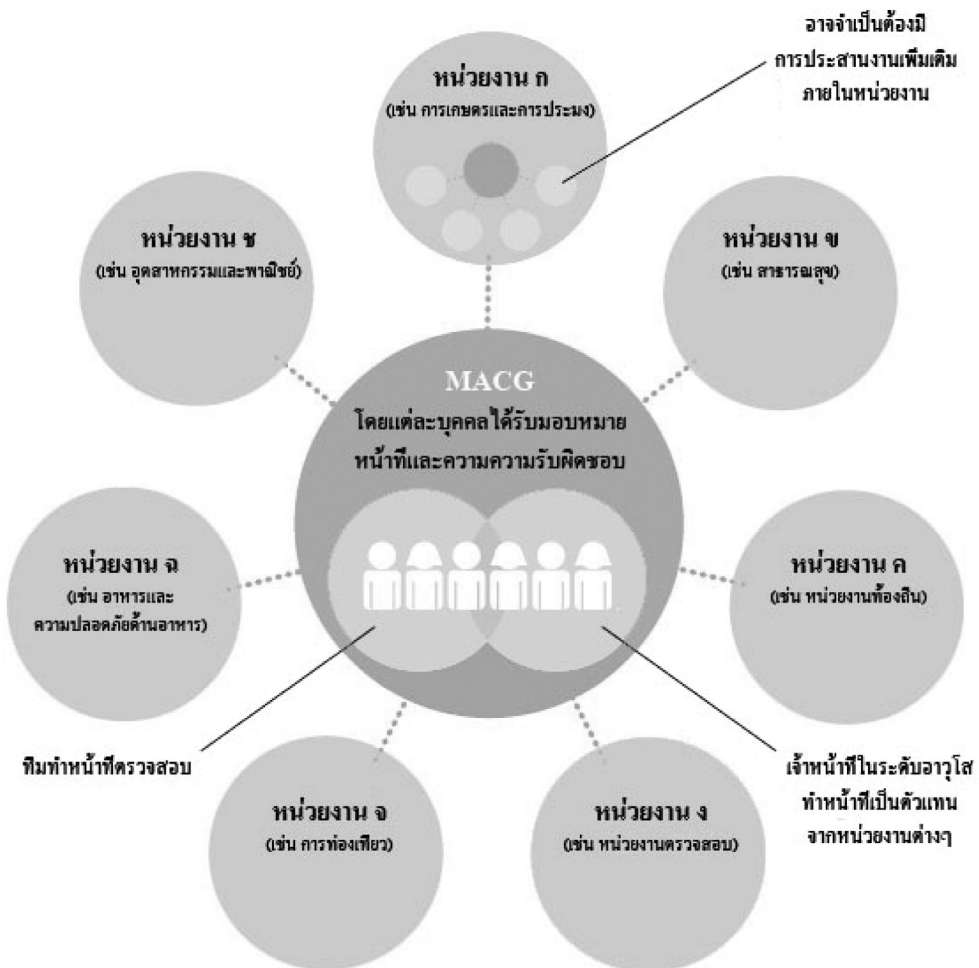 อาจจำเป็นต้องมี
การประสานงานเพิ่มเติม
ภายในหน่วยงาน
หน่วยงาน ก
(เช่น การเกษตรและการประมง)
หน่วยงาน ช
(เช่น อุตสาหกรรมและพาณิชย์)
หน่วยงาน ข
(เช่น สาธารณสุข)
MACG
โดยแต่ละบุคคลได้รับมอบหมาย
หน้าที่และความความรับผิดชอบ
หน่วยงาน ฉ
(เช่น อาหารและ
ความปลอดภัยด้านอาหาร)
หน่วยงาน ค
(เช่น หน่วยงานท้องถิ่น)
ทีมทำหน้าที่ตรวจสอบ
เจ้าหน้าที่ในระดับอาวุโส
ทำหน้าที่เป็นตัวแทน
จากหน่วยงานต่างๆ
หน่วยงาน จ
(เช่น การท่องเที่ยว)
หน่วยงาน ง
(เช่น หน่วยงานตรวจสอบ)